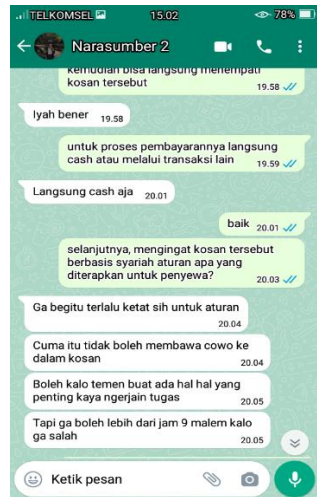 TELKOMSEL 15.02 78%
Narasumber 2
kemudian bisa langsung menempati
kosan tersebut
19.58
Iyah bener 19.58
untuk proses pembayarannya langsung
cash atau melalui transaksi lain 19.59
Langsung cash aja 20.01
baik 20.01
selanjutnya, mengingat kosan tersebut
berbasis syariah aturan apa yang
diterapkan untuk penyewa? 20.03
Ga begitu terlalu ketat sih untuk aturan
20.04
Cuma itu tidak boleh membawa cowo ke
dalam kosan 20.04
Boleh kalo temen buat ada hal hal yang
penting kaya ngerjain tugas 20.05
Tapi ga boleh lebih dari jam 9 malem kalo
ga salah 20.05
Ketik pesan